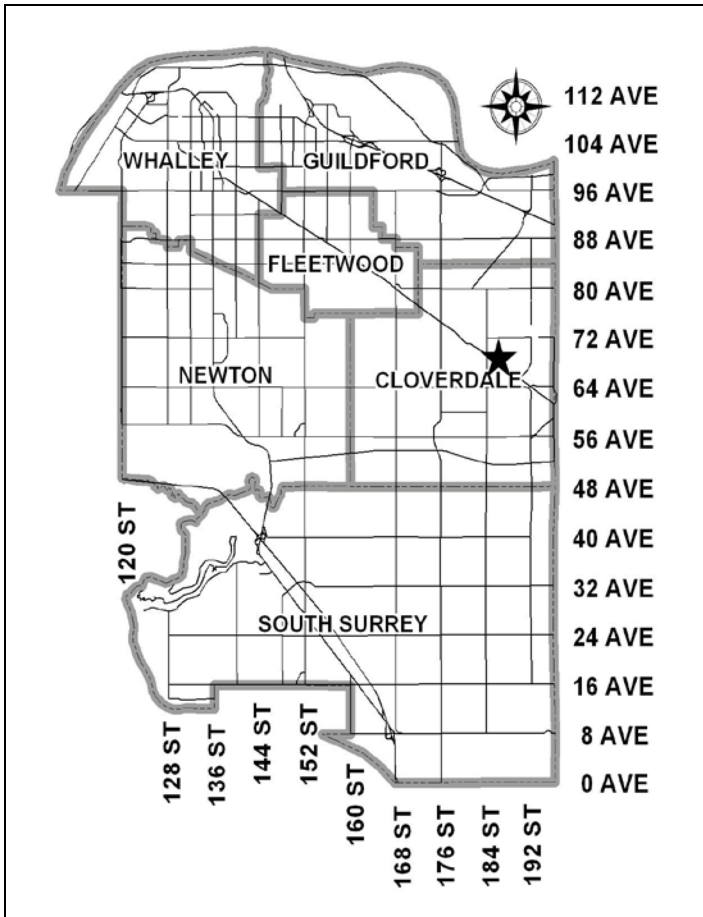 112 AVE
104 AVE
WHALLEY
GUILDFORD
96 AVE
88 AVE
FLEETWOOD
80 AVE
72 AVE
NEWTON
CLOVERDALE
64 AVE
56 AVE
48 AVE
120 ST
40 AVE
32 AVE
SOUTH SURREY
24 AVE
16 AVE
128 ST
136 ST
144 ST
152 ST
8 AVE
160 ST
0 AVE
168 ST
176 ST
184 ST
192 ST